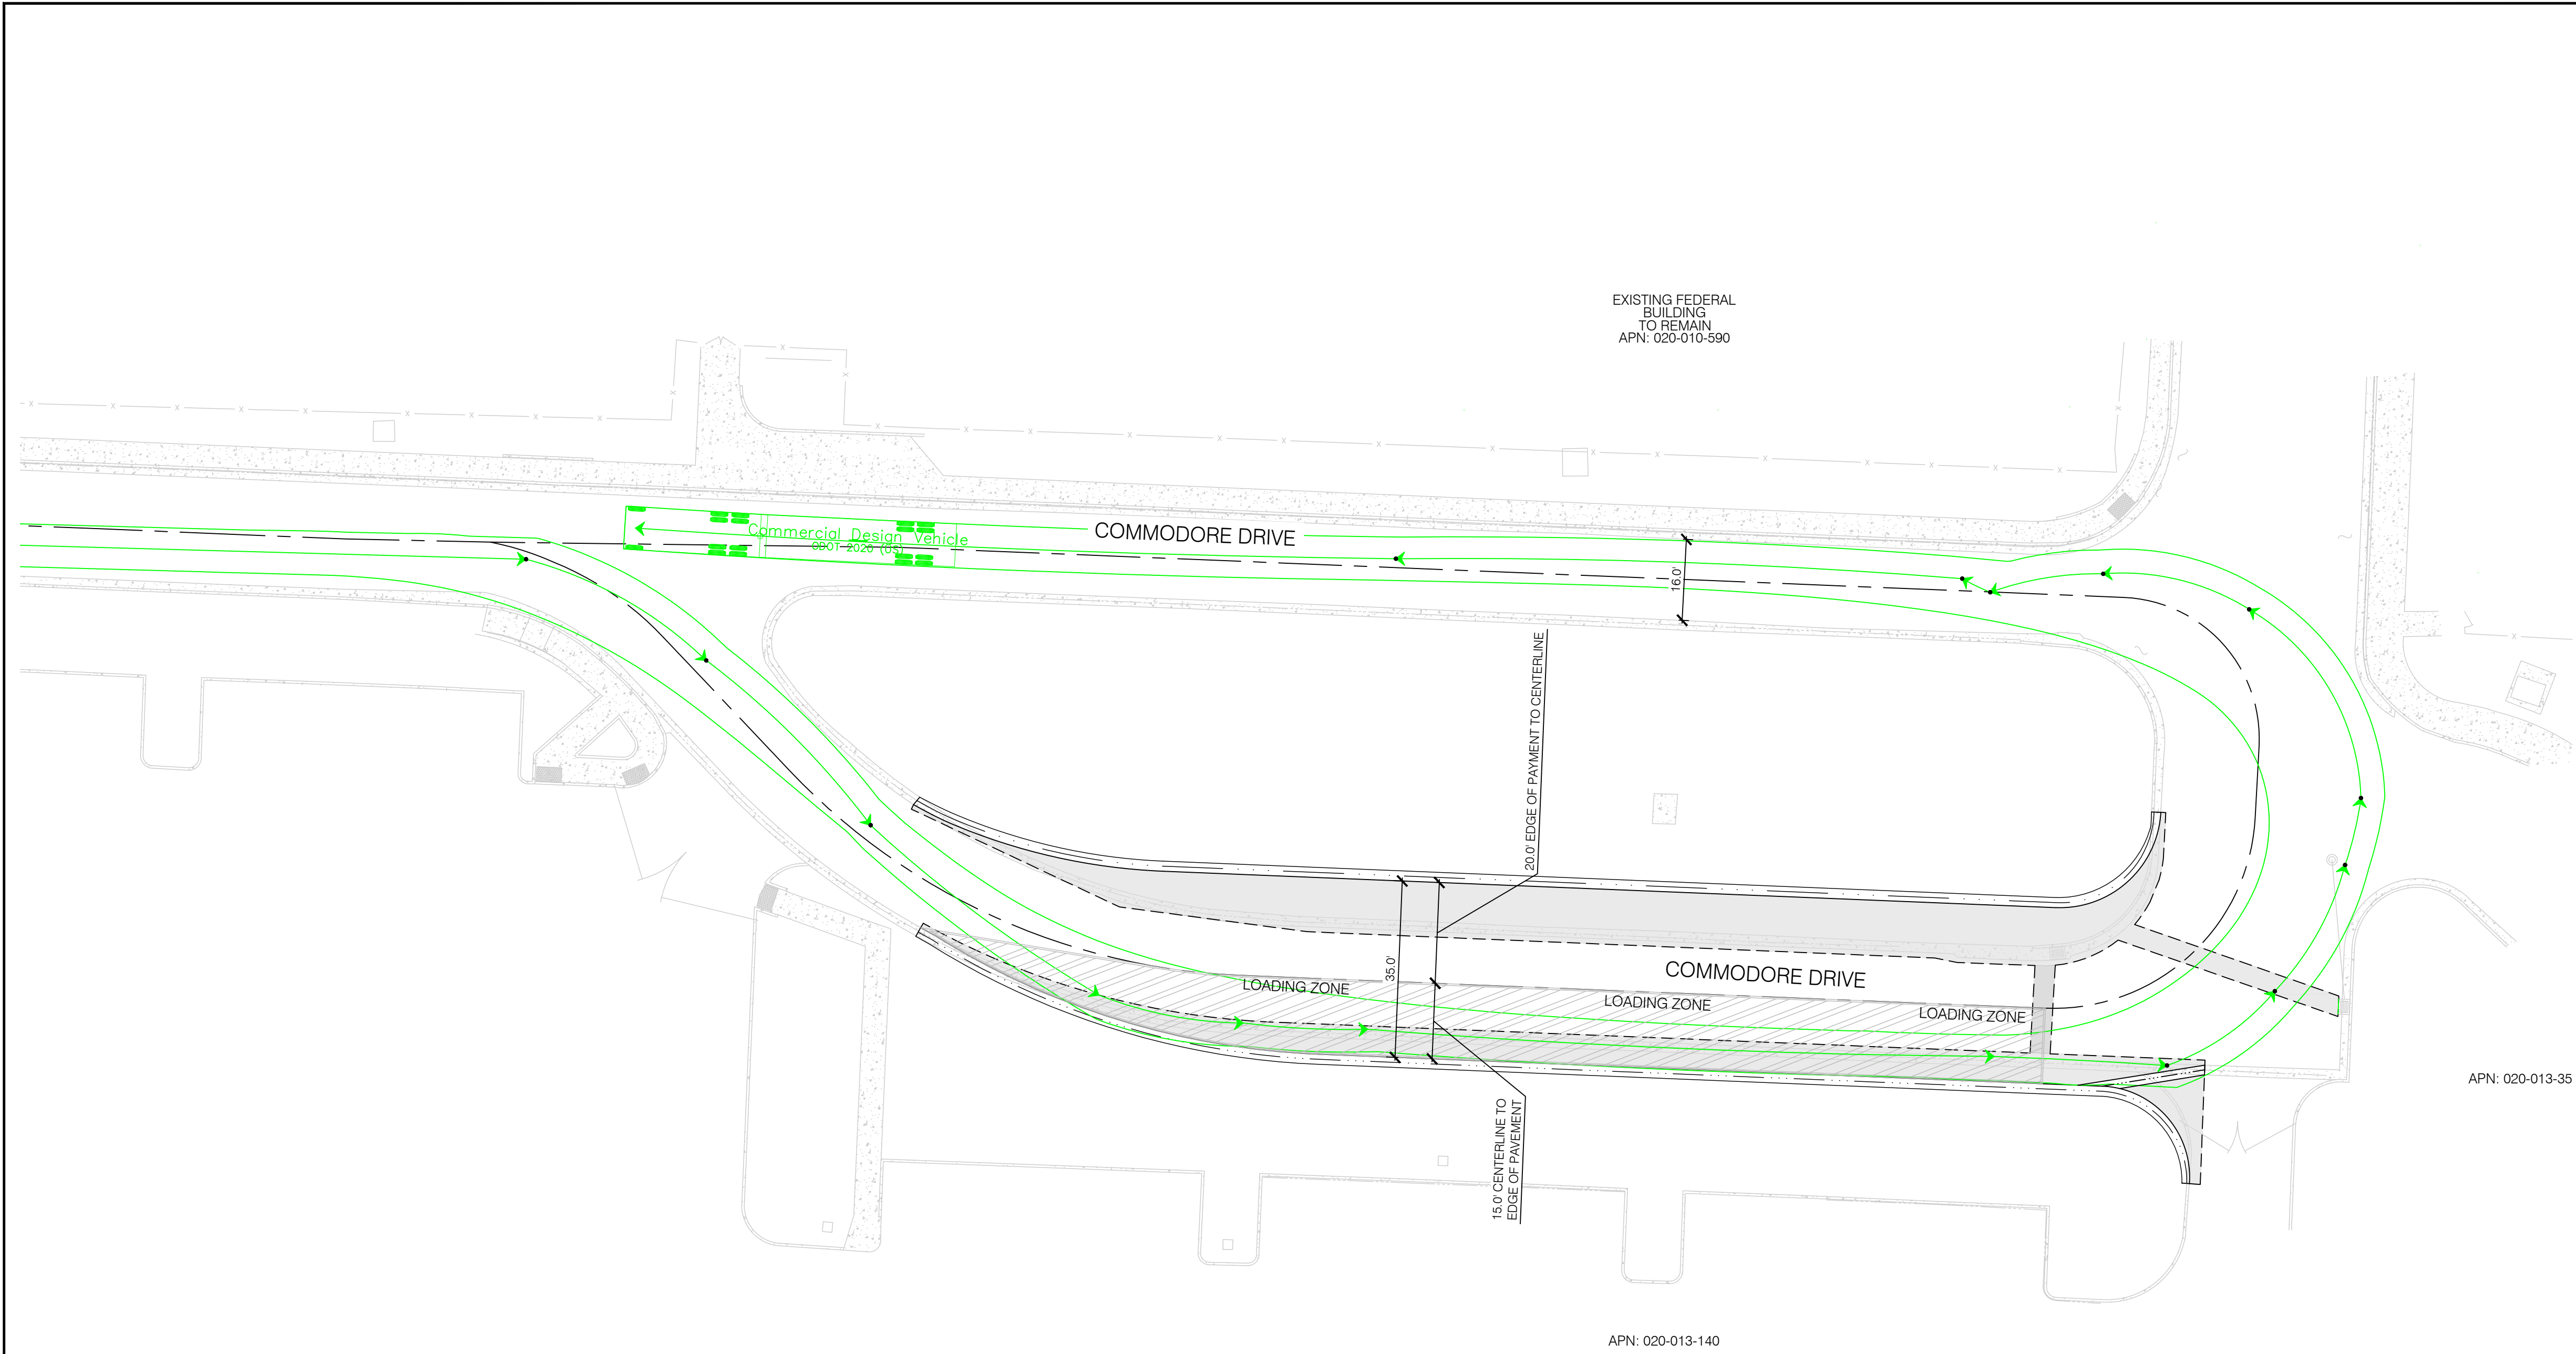 EXISTING FEDERAL
BUILDING
TO REMAIN
APN: 020-010-590
Commercial Design Vehicle
2020 (US)
COMMODORE DRIVE
16.0'
20.0' EDGE OF PAYMENT TO CENTERLINE
35.0'
COMMODORE DRIVE
LOADING ZONE
LOADING ZONE
LOADING ZONE
15.0' CENTERLINE TO
EDGE OF PAVEMENT
APN: 020-013-35
APN: 020-013-140